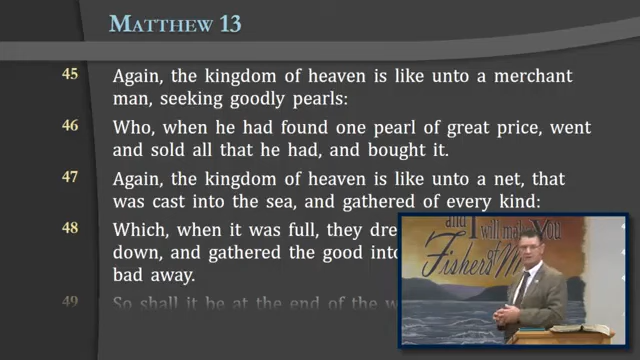 MATTHEW 13
45 Again, the kingdom of heaven is like unto a merchant
man, seeking goodly pearls:
46 Who, when he had found one pearl of great price, went
and sold all that he had, and bought it.
47 Again, the kingdom of heaven is like unto a net, that
was cast into the sea, and gathered of every kind:
48 Which, when it was full, they dre
down, and gathered the good into
bad away.
49 So shall it be at the end of the w
and I will make You
Fishers of